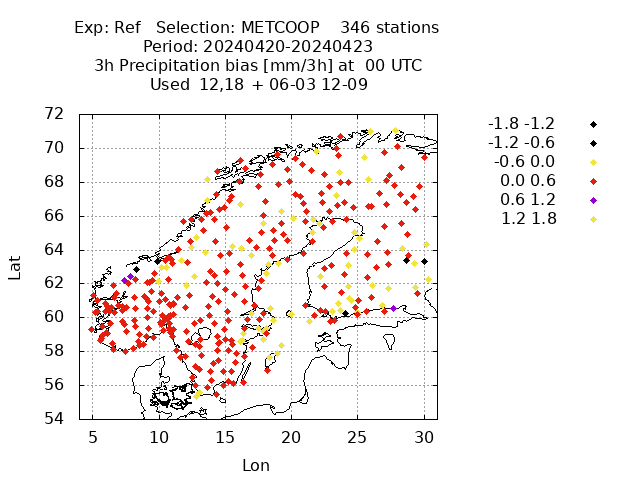 Exp: Ref   Selection: METCOOP    346 stations
Period: 20240420-20240423
3h Precipitation bias [mm/3h] at  00 UTC
Used  12,18  + 06-03 12-09
-1.8 -1.2
-1.2 -0.6
-0.6 0.0
0.0 0.6
0.6 1.2
1.2 1.8
72
70
68
66
64
62
60
58
56
54
Lat
5 10 15 20 25 30
Lon